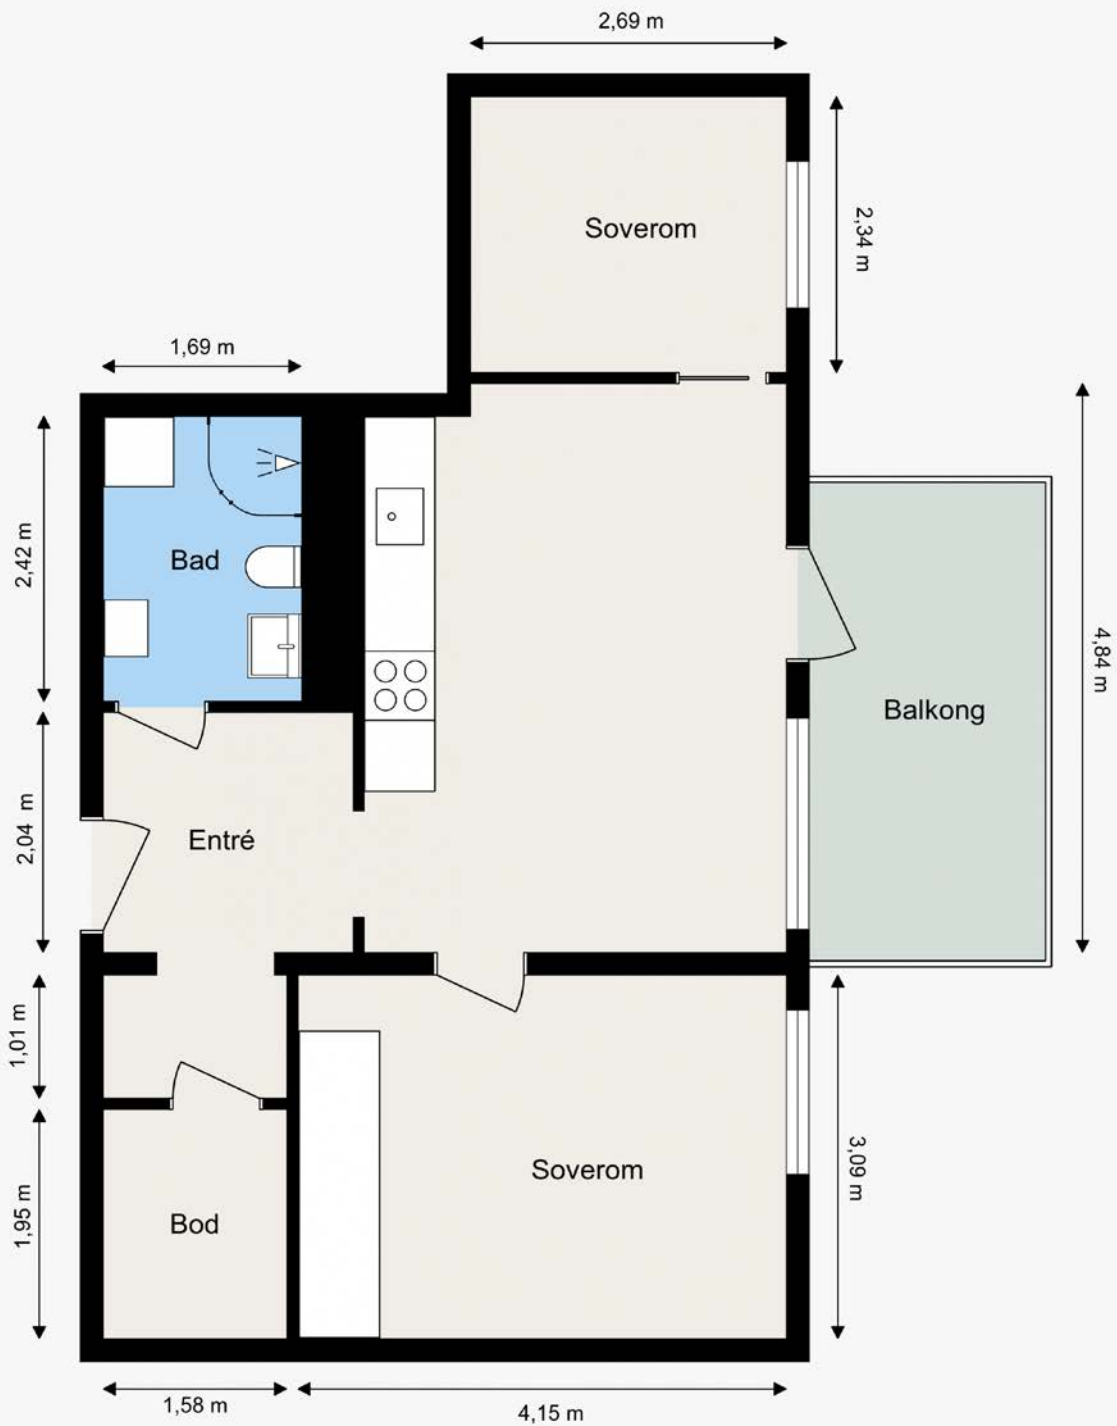 2,69 m
Soverom
2,34 m
1,69 m
2,42 m
Bad
4,84 m
Balkong
2,04 m
Entré
1,01 m
3,09 m
Soverom
1,95 m
Bod
1,58 m
4,15 m